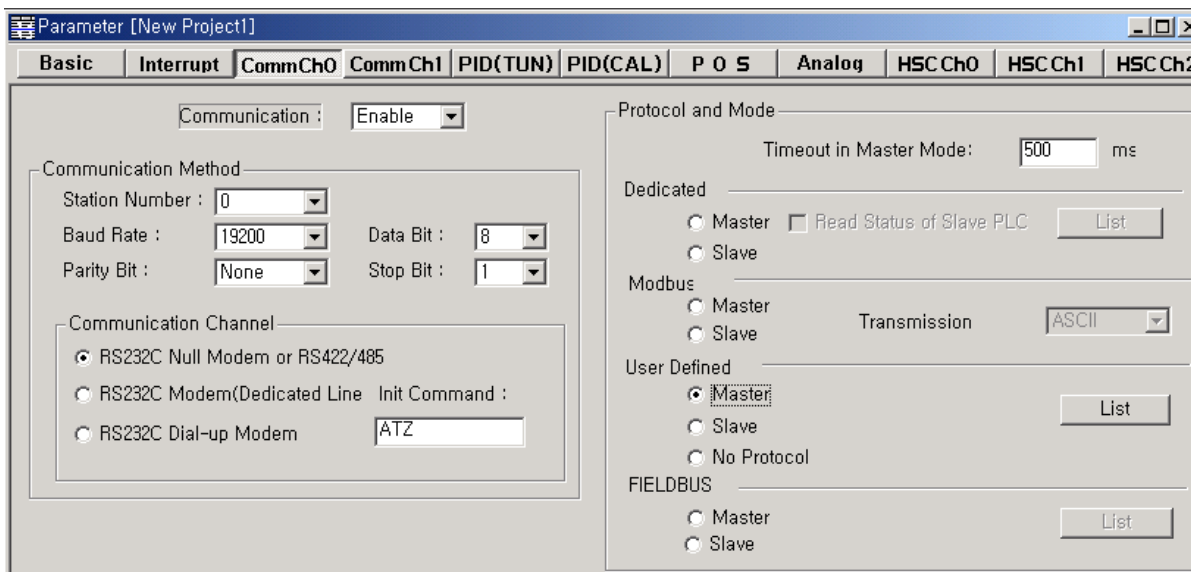 Parameter [New Project1]
Basic Interrupt CommCh0 CommCh1 PID(TUN) PID(CAL) P O S Analog HSCCh0 HSCCh1 HSCCh2
Communication : Enable
Communication Method
Station Number : 0
Baud Rate : 19200 Data Bit : 8
Parity Bit : None Stop Bit : 1
Communication Channel
RS232C Null Modem or RS422/485
RS232C Modem(Dedicated Line Init Command :
RS232C Dial-up Modem ATZ
Protocol and Mode
Timeout in Master Mode: 500 ms
Dedicated
Master Read Status of Slave PLC List
Slave
Modbus
Master
Slave Transmission ASCII
User Defined
Master List
Slave
No Protocol
FIELDBUS
Master List
Slave